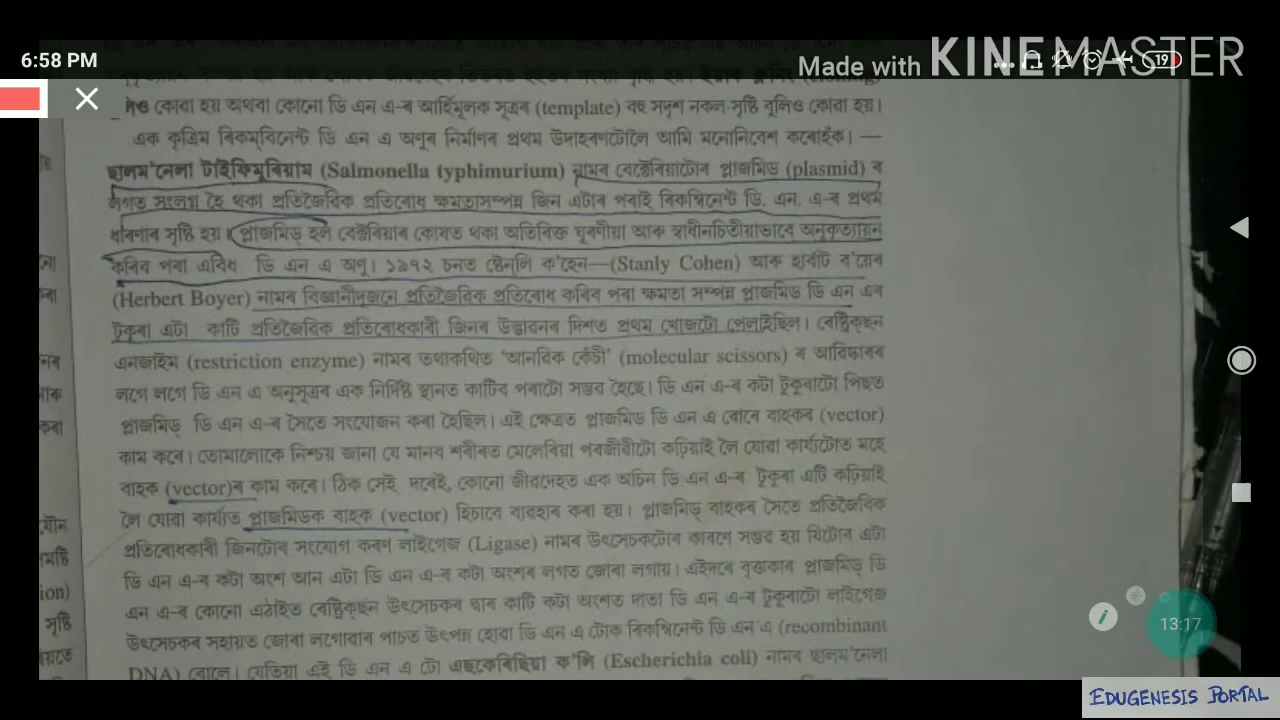 6:58 PM
Made with KINEMASTER
19
লিও কোৱা হয় অথবা কোনো ডি এন এ-ৰ আৰ্হিমূলক সূত্ৰৰ (template) বহু সদৃশ নকল সৃষ্টি বুলিও কোৱা হয়।
এক কৃত্ৰিম ৰিকম্বিনেন্ট ডি এন এ অণুৰ নিৰ্মাণৰ প্ৰথম উদাহৰণটোলৈ আমি মনোনিবেশ কৰোহঁক। —
ছালম'নেলা টাইফিমুৰিয়াম (Salmonella typhimurium) নামৰ বেক্টেৰিয়াটোৰ প্লাজমিড (plasmid) ৰ
লগত সংলগ্ন হৈ থকা প্ৰতিজৈৱিক প্ৰতিৰোধ ক্ষমতাসম্পন্ন জিন এটাৰ পৰাই ৰিকম্বিনেন্ট ডি. এন. এ-ৰ প্ৰথম
ধাৰণাৰ সৃষ্টি হয়। প্লাজমিড্ হ'ল বেক্টেৰিয়াৰ কোষত থকা অতিৰিক্ত ঘূৰণীয়া আৰু স্বাধীনচিতীয়াভাৱে অনুকৃত্যায়ন
কৰিব পৰা এবিধ ডি এন এ অণু। ১৯৭২ চনত ষ্টেনলি ক'হেন—(Stanly Cohen) আৰু হাৰ্বাট ব'য়েৰ
(Herbert Boyer) নামৰ বিজ্ঞানীদুজনে প্ৰতিজৈৱিক প্ৰতিৰোধ কৰিব পৰা ক্ষমতা সম্পন্ন প্লাজমিড ডি এন এৰ
টুকুৰা এটা কাটি প্ৰতিজৈৱিক প্ৰতিৰোধকাৰী জিনৰ উদ্ভাৱনৰ দিশত প্ৰথম খোজটো পেলাইছিল। ৰেষ্ট্ৰিকছন
এনজাইম (restriction enzyme) নামৰ তথাকথিত 'আনৱিক কেঁচী' (molecular scissors) ৰ আৱিষ্কাৰৰ
লগে লগে ডি এন এ অনুসূত্ৰৰ এক নিৰ্দিষ্ট স্থানত কাটিব পৰাটো সম্ভৱ হৈছে। ডি এন এ-ৰ কটা টুকুৰাটো পিছত
প্লাজমিড্ ডি এন এ-ৰ সৈতে সংযোজন কৰা হৈছিল। এই ক্ষেত্ৰত প্লাজমিড ডি এন এ বোৰে বাহকৰ (vector)
কাম কৰে। তোমালোকে নিশ্চয় জানা যে মানৱ শৰীৰত মেলেৰিয়া পৰজীৱীটো কঢ়িয়াই লৈ যোৱা কাৰ্য্যটোত মহে
বাহক (vector)ৰ কাম কৰে। ঠিক সেই দৰেই, কোনো জীৱদেহত এক অচিন ডি এন এ-ৰ টুকুৰা এটি কঢ়িয়াই
লৈ যোৱা কাৰ্য্যত প্লাজমিডক বাহক (vector) হিচাবে ব্যৱহাৰ কৰা হয়। প্লাজমিড্ বাহকৰ সৈতে প্ৰতিজৈৱিক
প্ৰতিৰোধকাৰী জিনটোৰ সংযোগ কৰণ লাইগেজ (Ligase) নামৰ উৎসেচকটোৰ কাৰণে সম্ভৱ হয় যিটোৰ এটা
ডি এন এ-ৰ কটা অংশ আন এটা ডি এন এ-ৰ কটা অংশৰ লগত জোৰা লগায়। এইদৰে বৃত্তাকাৰ প্লাজমিড্ ডি
এন এ-ৰ কোনো এঠাইত ৰেষ্ট্ৰিকছন উৎসেচকৰ দ্বাৰ কাটি কটা অংশত দাতা ডি এন এ-ৰ টুকুৰাটো লাইগেজ
উৎসেচকৰ সহায়ত জোৰা লগোৱাৰ পাচত উৎপন্ন হোৱা ডি এন এ টোক ৰিকম্বিনেন্ট ডি এন এ (recombinant
DNA) বোলে। যেতিয়া এই ডি এন এ টো এছকেৰিছিয়া ক'লি (Escherichia coli) নামৰ ছালম'নেলা
যৌন
ion)
সৃষ্টি
13:17
EDUGENESIS PORTAL